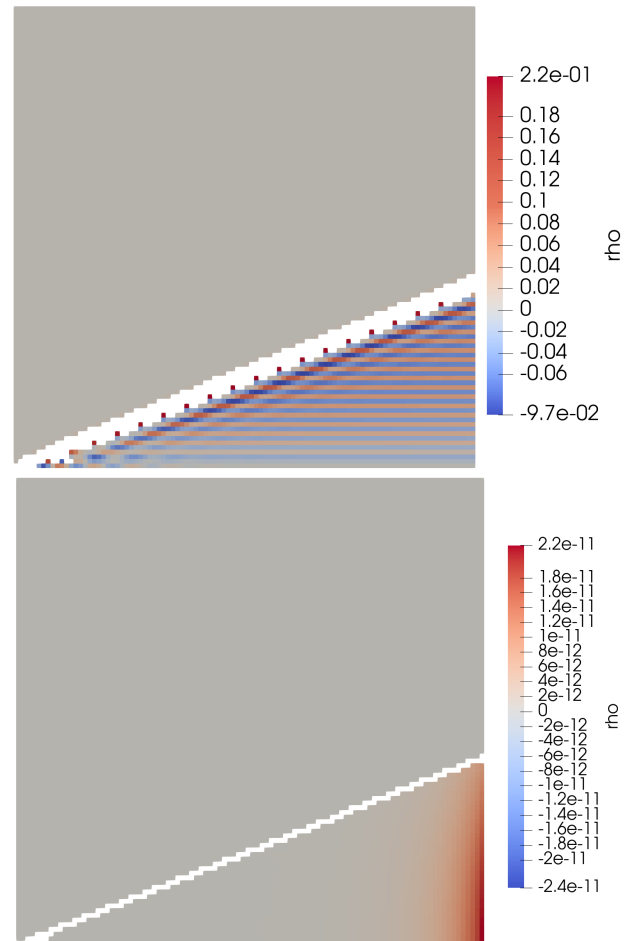 2.2e-01
0.18
0.16
0.14
0.12
0.1
0.08
0.06
0.04
0.02
0
-0.02
-0.04
-0.06
-9.7e-02
rho
2.2e-11
1.8e-11
1.6e-11
1.4e-11
1.2e-11
1e-11
8e-12
6e-12
4e-12
2e-12
0
-2e-12
-4e-12
-6e-12
-8e-12
-1e-11
-1.2e-11
-1.4e-11
-1.6e-11
-1.8e-11
-2e-11
-2.4e-11
rho